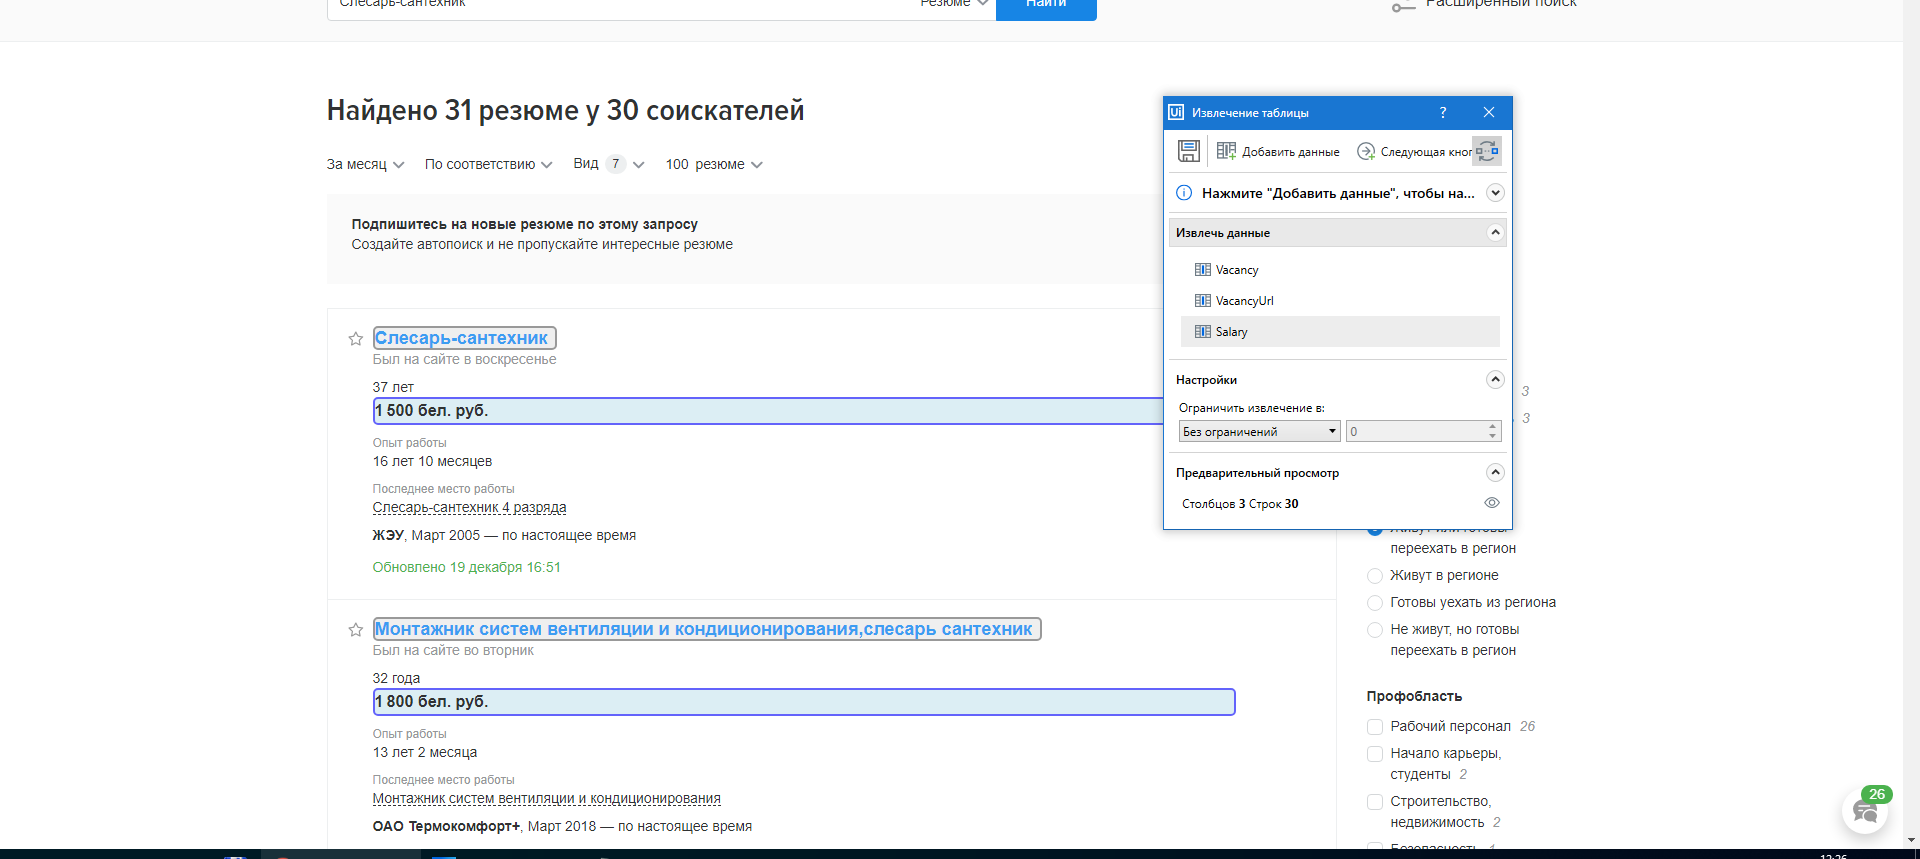 Слесарь-сантехник
Резюме
Найти
Расширенный поиск
Найдено 31 резюме у 30 соискателей
За месяц
По соответствию
Вид 7
100 резюме
Подпишитесь на новые резюме по этому запросу
Создайте автопоиск и не пропускайте интересные резюме
Слесарь-сантехник
Был на сайте в воскресенье
37 лет
1 500 бел. руб.
Опыт работы
16 лет 10 месяцев
Последнее место работы
Слесарь-сантехник 4 разряда
ЖЭУ, Март 2005 — по настоящее время
Обновлено 19 декабря 16:51
Монтажник систем вентиляции и кондиционирования,слесарь сантехник
Был на сайте во вторник
32 года
1 800 бел. руб.
Опыт работы
13 лет 2 месяца
Последнее место работы
Монтажник систем вентиляции и кондиционирования
ОАО Термокомфорт+, Март 2018 — по настоящее время
Ui Извлечение таблицы ?
Добавить данные
Следующая кноп
Нажмите "Добавить данные", чтобы на...
Извлечь данные
Vacancy
VacancyUrl
Salary
Настройки
Ограничить извлечение в:
Без ограничений 0
Предварительный просмотр
Столбцов 3 Строк 30
3
3
Живут или готовы
переехать в регион
Живут в регионе
Готовы уехать из региона
Не живут, но готовы
переехать в регион
Профобласть
Рабочий персонал 26
Начало карьеры,
студенты 2
Строительство,
недвижимость 2
Безопасность 1
26